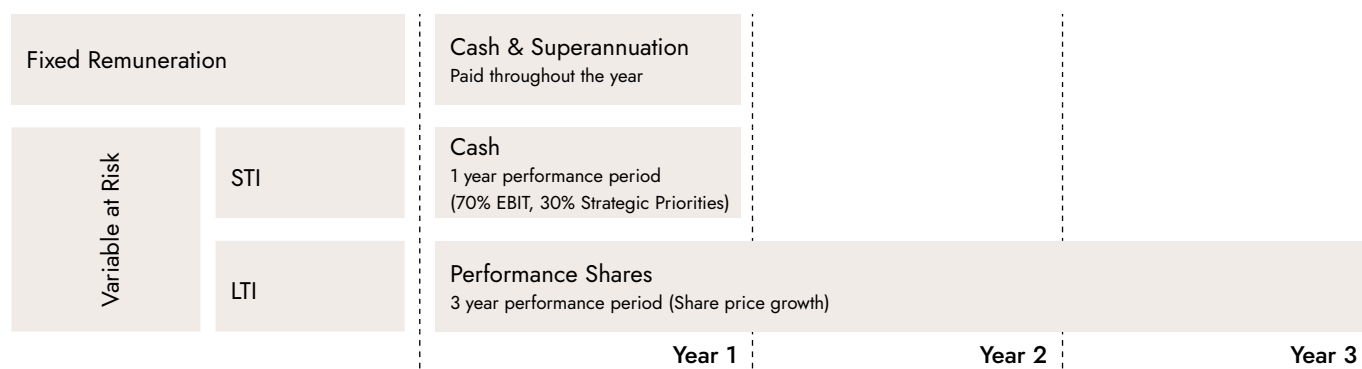 Fixed Remuneration
Cash & Superannuation
Paid throughout the year
Variable at Risk
STI
Cash
1 year performance period
(70% EBIT, 30% Strategic Priorities)
LTI
Performance Shares
3 year performance period (Share price growth)
Year 1
Year 2
Year 3